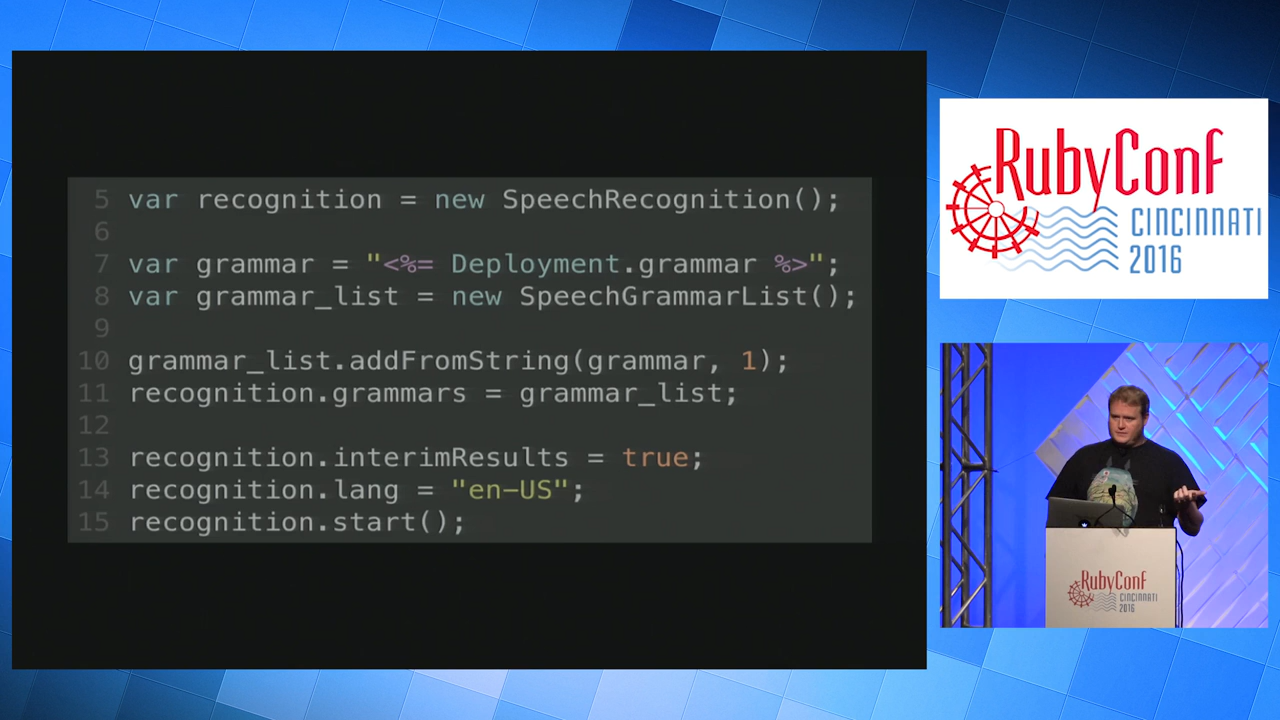 5 var recognition = new SpeechRecognition();
6
7 var grammar = "<%= Deployment.grammar %>";
8 var grammar_list = new SpeechGrammarList();
9
10 grammar_list.addFromString(grammar, 1);
11 recognition.grammars = grammar_list;
12
13 recognition.interimResults = true;
14 recognition.lang = "en-US";
15 recognition.start();
RubyConf
CINCINNATI
2016
RubyConf
CINCINNATI
2016